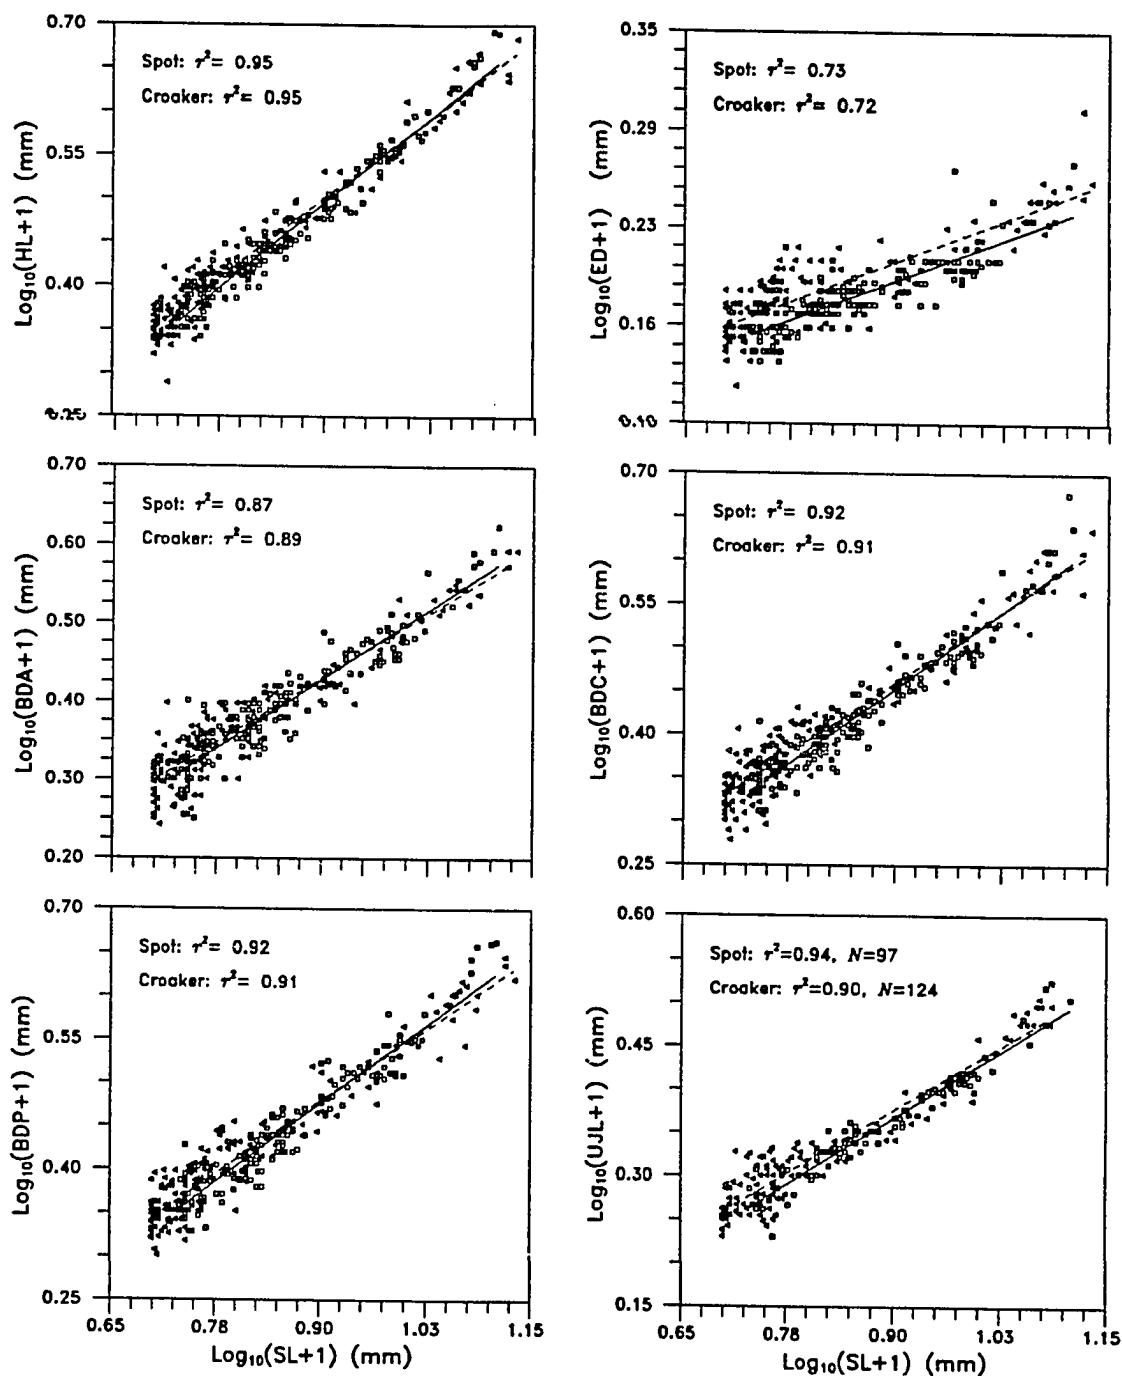 0.70
0.55
0.40
0.25
Log10(HL+1) (mm)
Spot: r²= 0.95
Croaker: r²= 0.95
0.35
0.29
0.23
0.16
0.10
Log10(ED+1) (mm)
Spot: r²= 0.73
Croaker: r²= 0.72
0.70
0.60
0.50
0.40
0.30
0.20
Log10(BDA+1) (mm)
Spot: r²= 0.87
Croaker: r²= 0.89
0.70
0.55
0.40
0.25
Log10(BDC+1) (mm)
Spot: r²= 0.92
Croaker: r²= 0.91
0.70
0.55
0.40
0.25
Log10(BDP+1) (mm)
Spot: r²= 0.92
Croaker: r²= 0.91
0.65 0.78 0.90 1.03 1.15
Log10(SL+1) (mm)
0.60
0.45
0.30
0.15
Log10(UJL+1) (mm)
Spot: r²=0.94, N=97
Croaker: r²=0.90, N=124
0.65 0.78 0.90 1.03 1.15
Log10(SL+1) (mm)